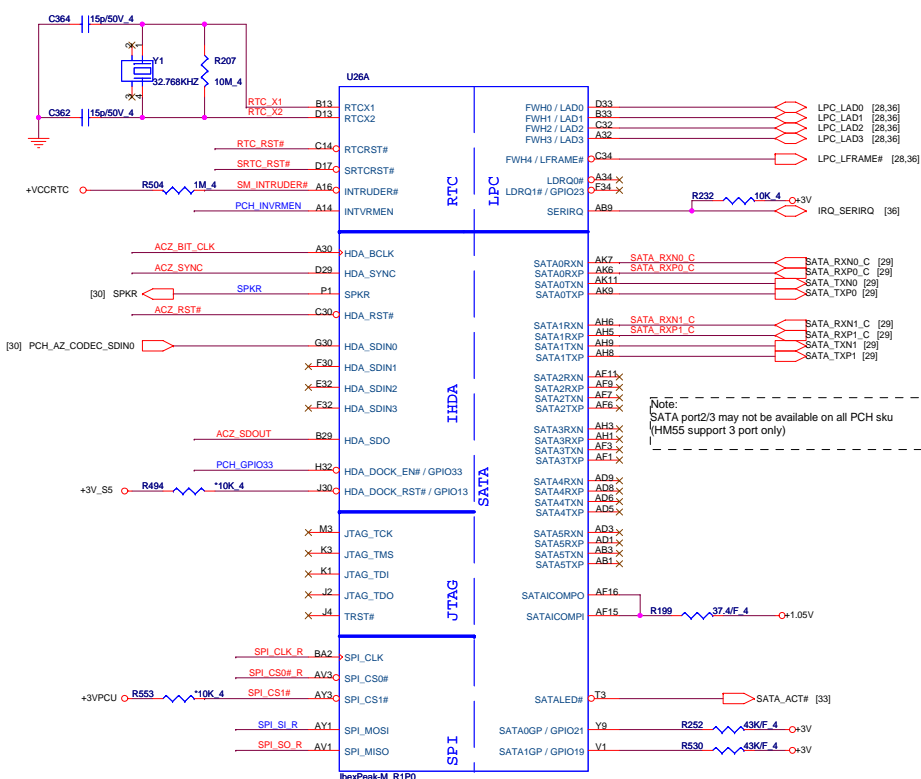 C364 15p/50V_4
2 1
Y1
R207
32.768KHZ 10M_4
3 4
C362 15p/50V_4
U26A
RTC_X1 B13 RTCX1
RTC_X2 D13 RTCX2
RTC_RST# C14 RTCRST#
SRTC_RST# D17 SRTCRST#
+VCCRTC R504 1M_4 SM_INTRUDER# A16 INTRUDER#
PCH_INVRMEN A14 INTVRMEN
RTC
LPC
FWH0 / LAD0 D33 LPC_LAD0 [28,36]
FWH1 / LAD1 B33 LPC_LAD1 [28,36]
FWH2 / LAD2 C32 LPC_LAD2 [28,36]
FWH3 / LAD3 A32 LPC_LAD3 [28,36]
FWH4 / LFRAME# C34 LPC_LFRAME# [28,36]
LDRQ0# A34
LDRQ1# / GPIO23 F34
R232 10K_4 +3V
SERIRQ AB9 IRQ_SERIRQ [36]
ACZ_BIT_CLK A30 HDA_BCLK
ACZ_SYNC D29 HDA_SYNC
[30] SPKR SPKR P1 SPKR
ACZ_RST# C30 HDA_RST#
[30] PCH_AZ_CODEC_SDIN0 G30 HDA_SDIN0
F30 HDA_SDIN1
E32 HDA_SDIN2
F32 HDA_SDIN3
ACZ_SDOUT B29 HDA_SDO
PCH_GPIO33 H32 HDA_DOCK_EN# / GPIO33
+3V_S5 R494 *10K_4 J30 HDA_DOCK_RST# / GPIO13
IHDA
SATA
SATA0RXN AK7 SATA_RXN0_C SATA_RXN0_C [29]
SATA0RXP AK6 SATA_RXP0_C SATA_RXP0_C [29]
SATA0TXN AK11 SATA_TXN0 [29]
SATA0TXP AK9 SATA_TXP0 [29]
SATA1RXN AH6 SATA_RXN1_C SATA_RXN1_C [29]
SATA1RXP AH5 SATA_RXP1_C SATA_RXP1_C [29]
SATA1TXN AH9 SATA_TXN1 [29]
SATA1TXP AH8 SATA_TXP1 [29]
SATA2RXN AF11
SATA2RXP AF9
SATA2TXN AF7
SATA2TXP AF6
SATA3RXN AH3
SATA3RXP AH1
SATA3TXN AF3
SATA3TXP AF1
Note:
SATA port2/3 may not be available on all PCH sku
(HM55 support 3 port only)
SATA4RXN AD9
SATA4RXP AD8
SATA4TXN AD6
SATA4TXP AD5
SATA5RXN AD3
SATA5RXP AD1
SATA5TXN AB3
SATA5TXP AB1
M3 JTAG_TCK
K3 JTAG_TMS
K1 JTAG_TDI
J2 JTAG_TDO
J4 TRST#
JTAG
SATAICOMPO AF16
SATAICOMPI AF15 R199 37.4/F_4 +1.05V
SPI_CLK_R BA2 SPI_CLK
SPI_CS0#_R AV3 SPI_CS0#
+3VPCU R553 *10K_4 SPI_CS1# AY3 SPI_CS1#
SPI_SI_R AY1 SPI_MOSI
SPI_SO_R AV1 SPI_MISO
SPI
SATALED# T3 SATA_ACT# [33]
SATA0GP / GPIO21 Y9 R252 43K/F_4 +3V
SATA1GP / GPIO19 V1 R530 43K/F_4 +3V
IbexPeak-M_R1P0